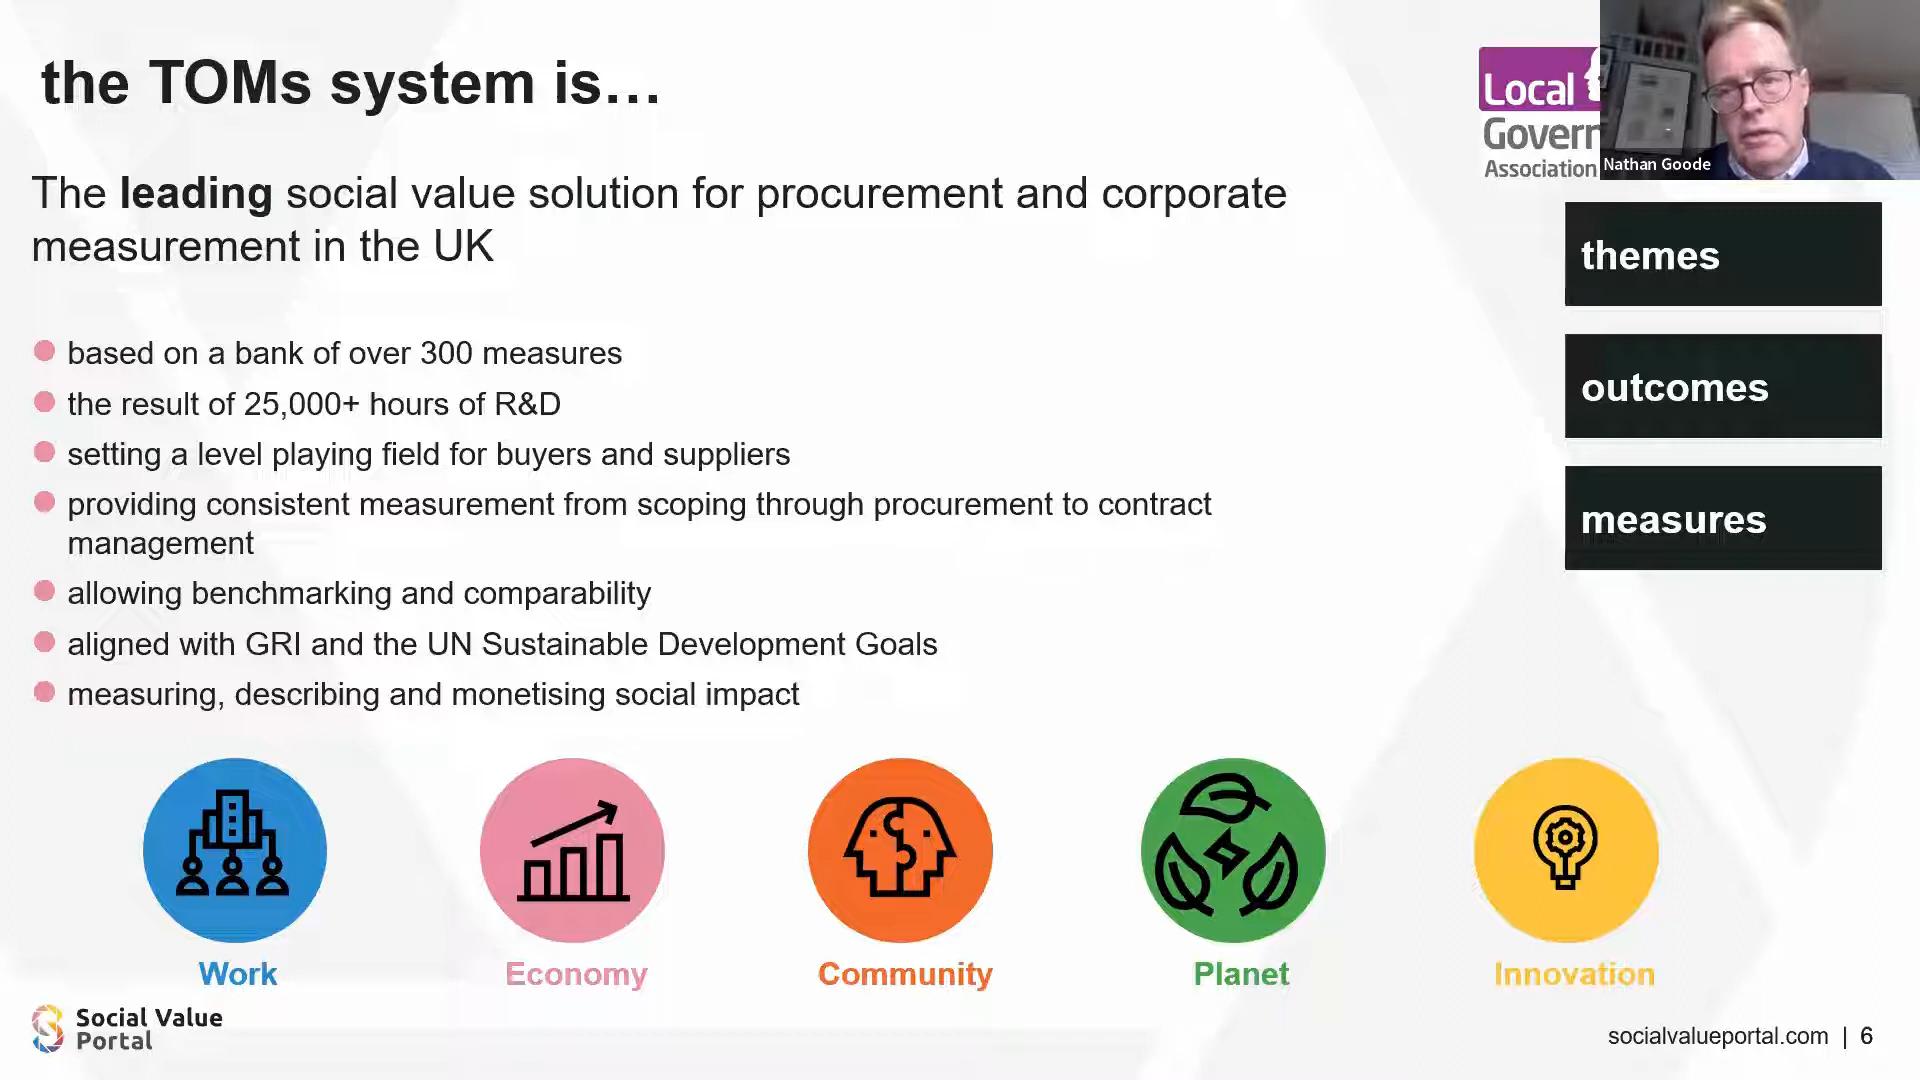 the TOMs system is…
Local
Govern
Association
Nathan Goode
The leading social value solution for procurement and corporate
measurement in the UK
themes
outcomes
measures
based on a bank of over 300 measures
the result of 25,000+ hours of R&D
setting a level playing field for buyers and suppliers
providing consistent measurement from scoping through procurement to contract
management
allowing benchmarking and comparability
aligned with GRI and the UN Sustainable Development Goals
measuring, describing and monetising social impact
Work
Economy
Community
Planet
Innovation
Social Value
Portal
socialvalueportal.com | 6